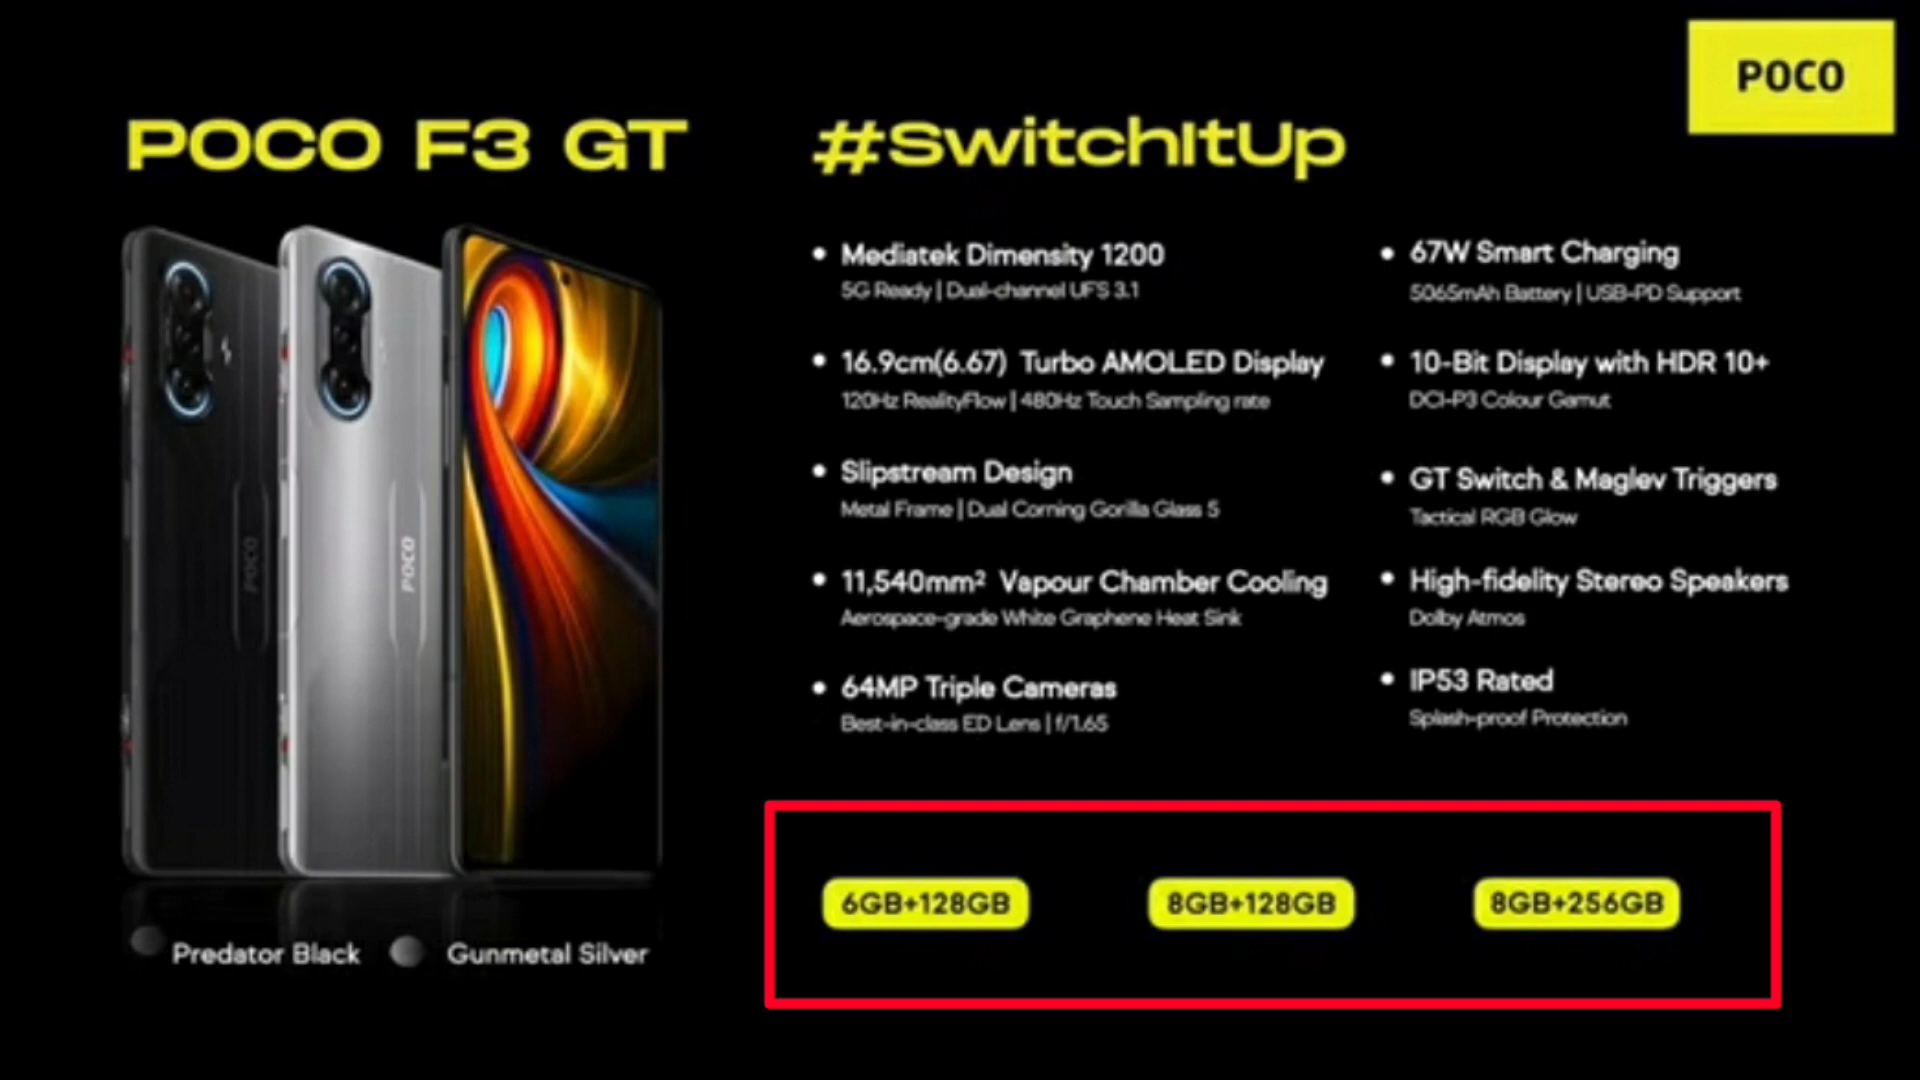 POCO
POCO F3 GT
#SwitchItUp
Mediatek Dimensity 1200
5G Ready | Dual-channel UFS 3.1
16.9cm(6.67) Turbo AMOLED Display
120Hz RealityFlow | 480Hz Touch Sampling rate
Slipstream Design
Metal Frame | Dual Corning Gorilla Glass 5
11,540mm² Vapour Chamber Cooling
Aerospace-grade White Graphene Heat Sink
64MP Triple Cameras
Best-in-class ED Lens | f/1.65
67W Smart Charging
5065mAh Battery | USB-PD Support
10-Bit Display with HDR 10+
DCI-P3 Colour Gamut
GT Switch & Maglev Triggers
Tactical RGB Glow
High-fidelity Stereo Speakers
Dolby Atmos
IP53 Rated
Splash-proof Protection
POCO
POCO
Predator Black
Gunmetal Silver
6GB+128GB
8GB+128GB
8GB+256GB